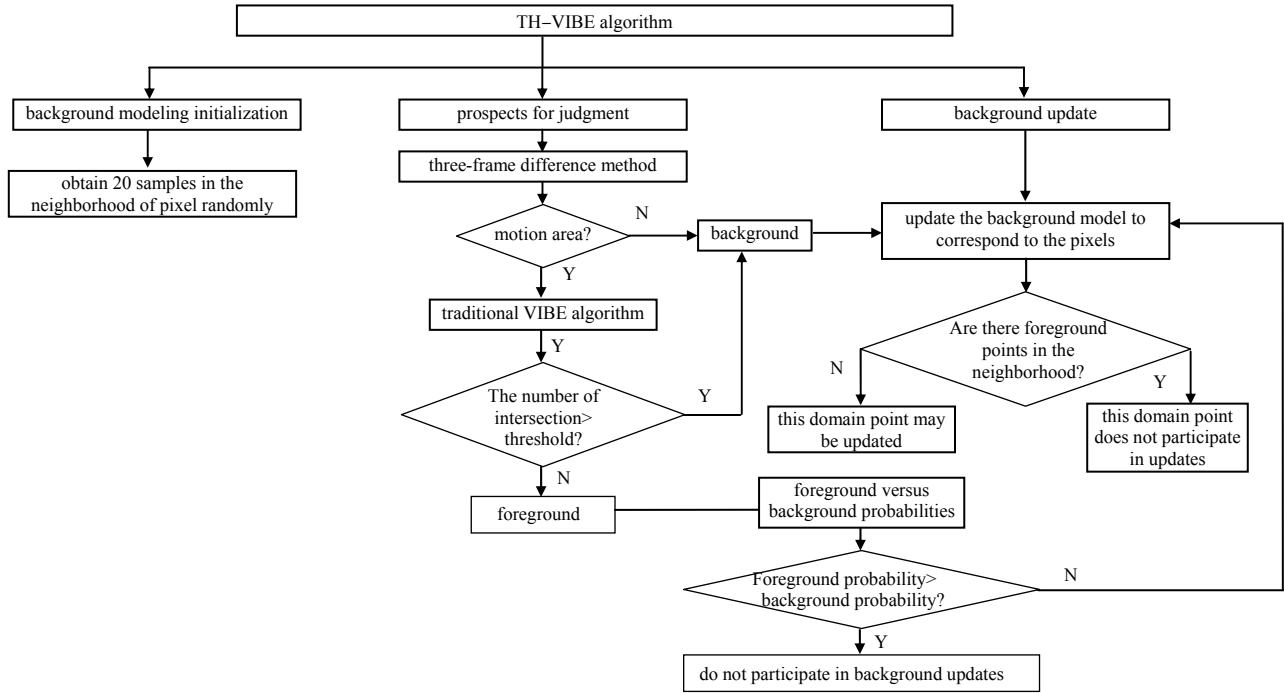 TH−VIBE algorithm
background modeling initialization
prospects for judgment
background update
three-frame difference method
obtain 20 samples in the
neighborhood of pixel randomly
N
motion area?
background
update the background model to
correspond to the pixels
Y
traditional VIBE algorithm
Y
Are there foreground
points in the
neighborhood?
N
Y
The number of
intersection>
threshold?
Y
this domain point may
be updated
this domain point
does not participate
in updates
N
foreground
foreground versus
background probabilities
Foreground probability>
background probability?
N
Y
do not participate in background updates